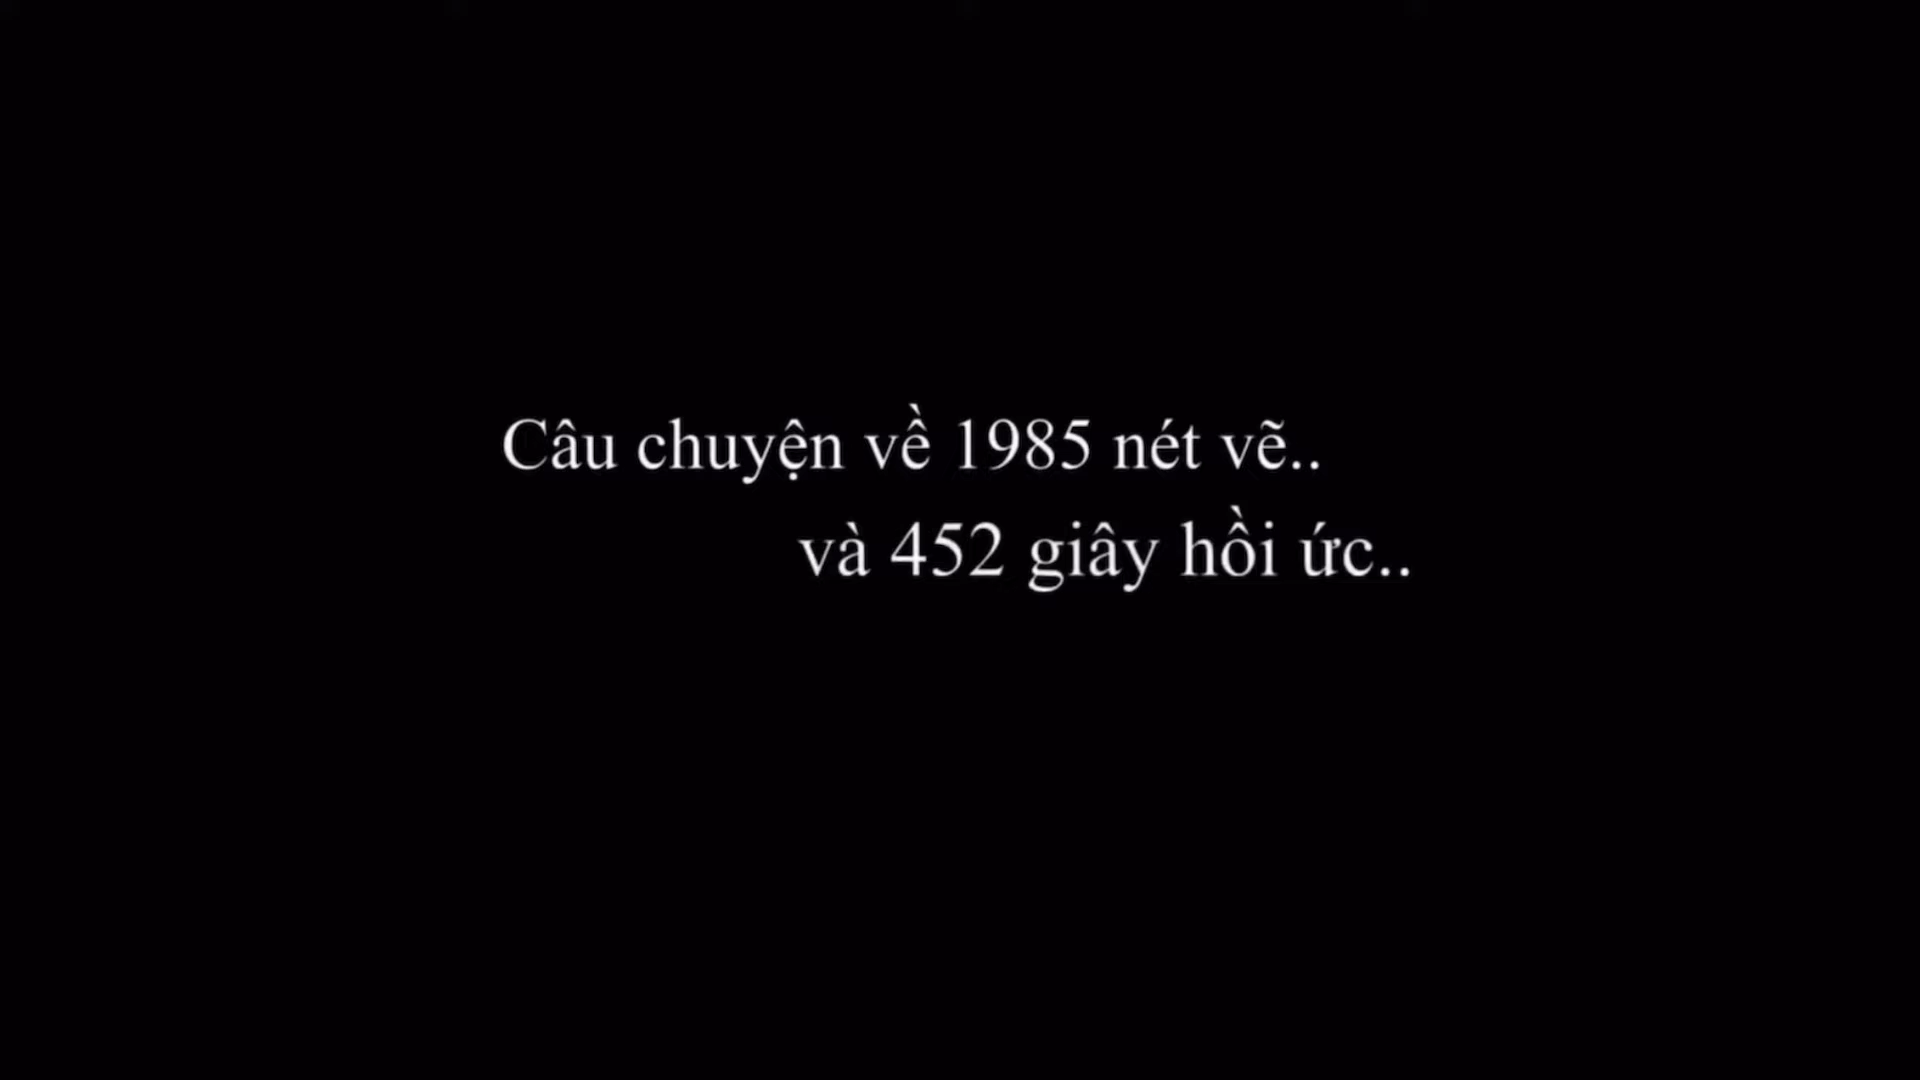 Câu chuyện về 1985 nét vẽ..
và 452 giây hồi ức..